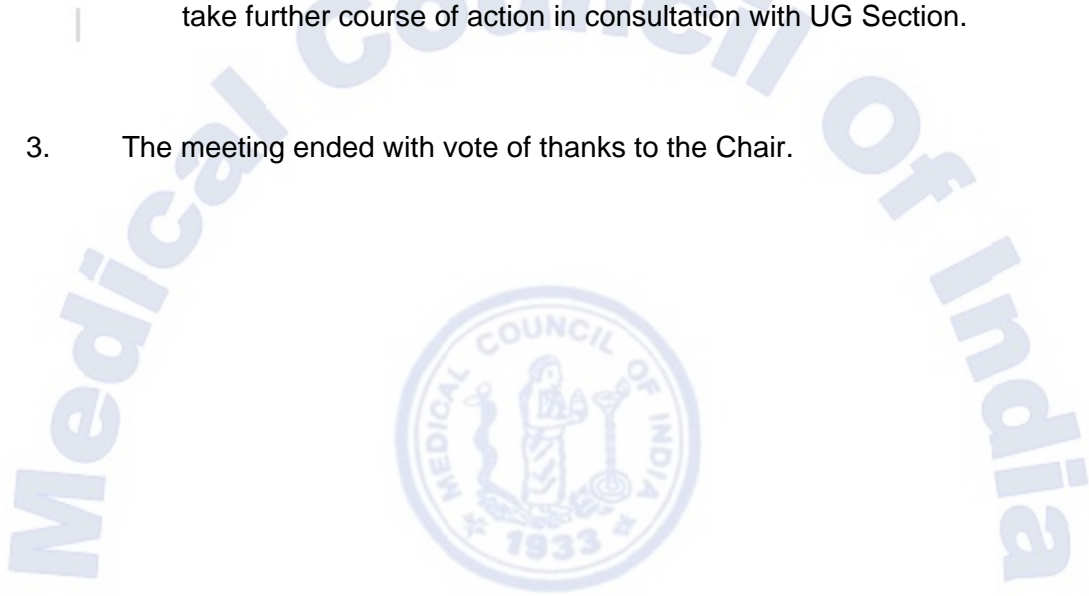 take further course of action in consultation with UG Section.
3. The meeting ended with vote of thanks to the Chair.
Medical Council Of India
MEDICAL COUNCIL OF INDIA
1933